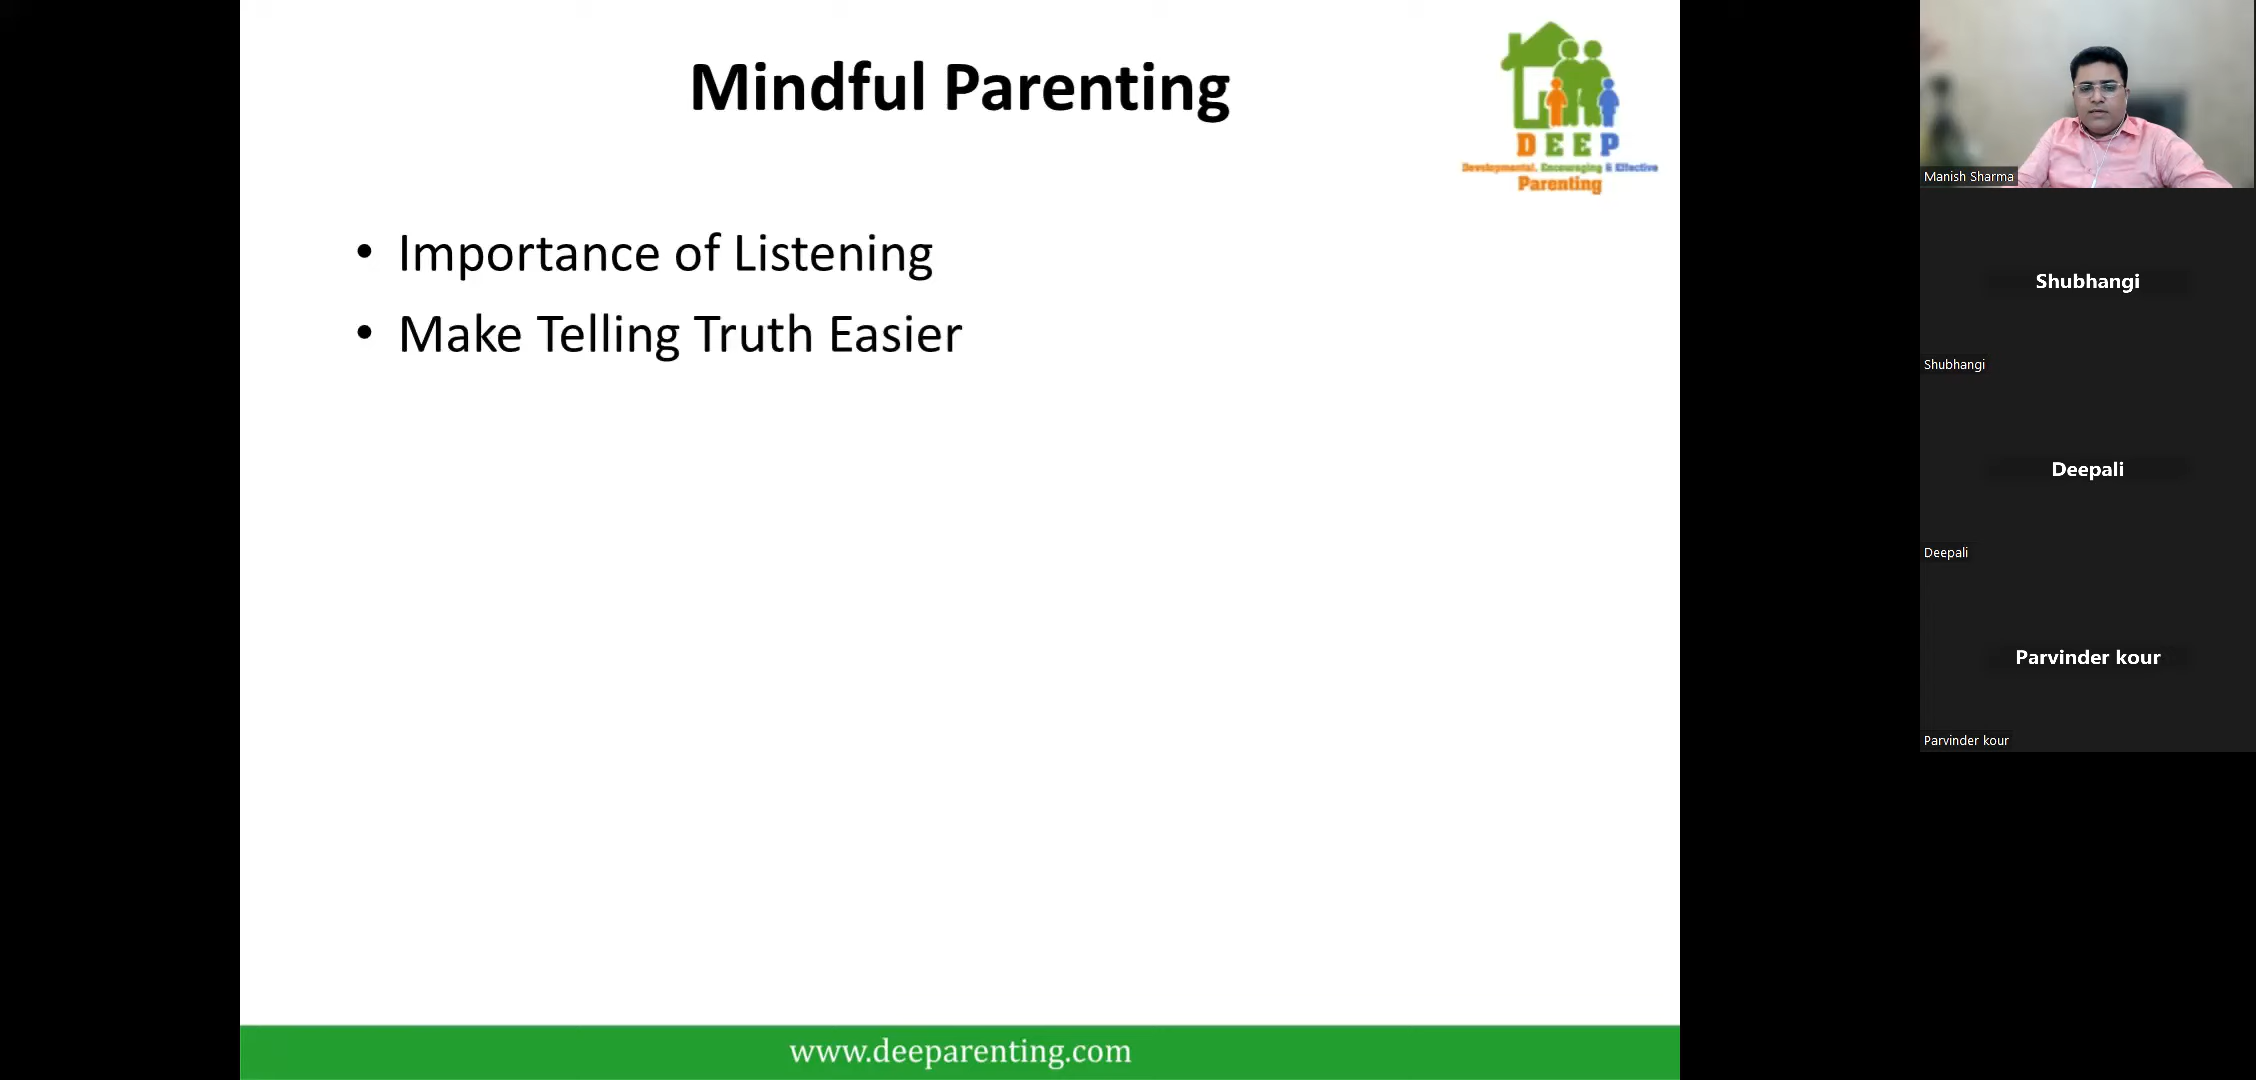 Mindful Parenting
DEEP
Developmental, Encouraging & Effective
Parenting
• Importance of Listening
• Make Telling Truth Easier
www.deeparenting.com
Manish Sharma
Shubhangi
Shubhangi
Deepali
Deepali
Parvinder kour
Parvinder kour